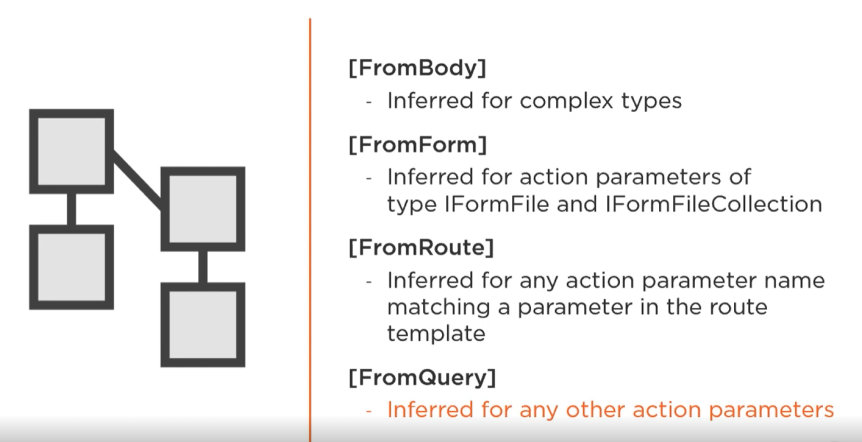 [FromBody]
- Inferred for complex types
[FromForm]
- Inferred for action parameters of
type IFormFile and IFormFileCollection
[FromRoute]
- Inferred for any action parameter name
matching a parameter in the route
template
[FromQuery]
- Inferred for any other action parameters